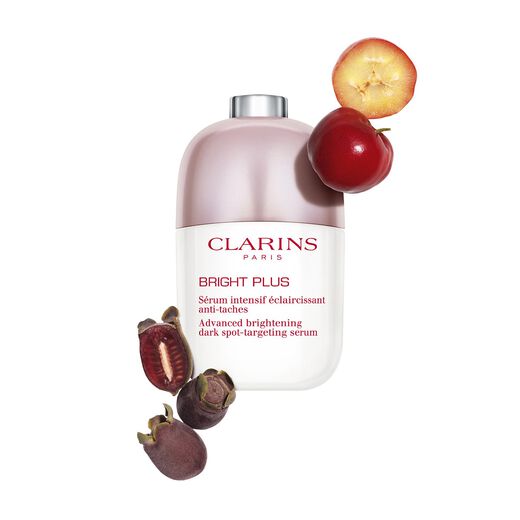 CLARINS
PARIS
BRIGHT PLUS
Sérum intensif éclaircissant
anti-taches
Advanced brightening
dark spot-targeting serum